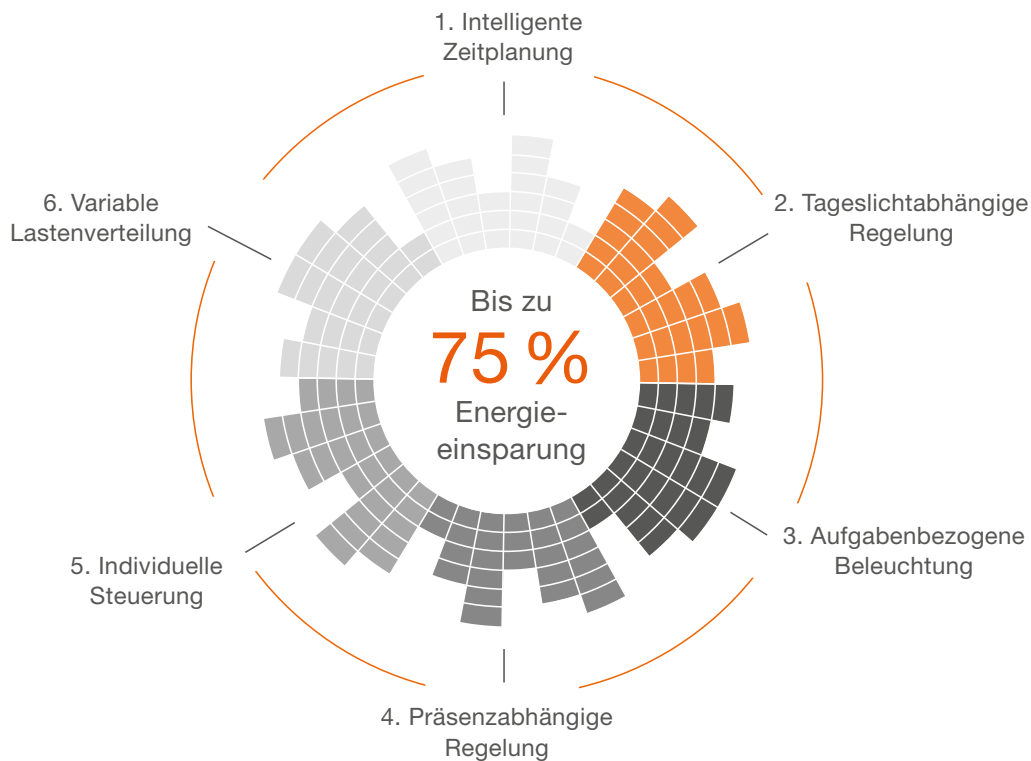 1. Intelligente
Zeitplanung
2. Tageslichtabhängige
Regelung
3. Aufgabenbezogene
Beleuchtung
4. Präsenzabhängige
Regelung
5. Individuelle
Steuerung
6. Variable
Lastenverteilung
Bis zu
75 %
Energie-
einsparung